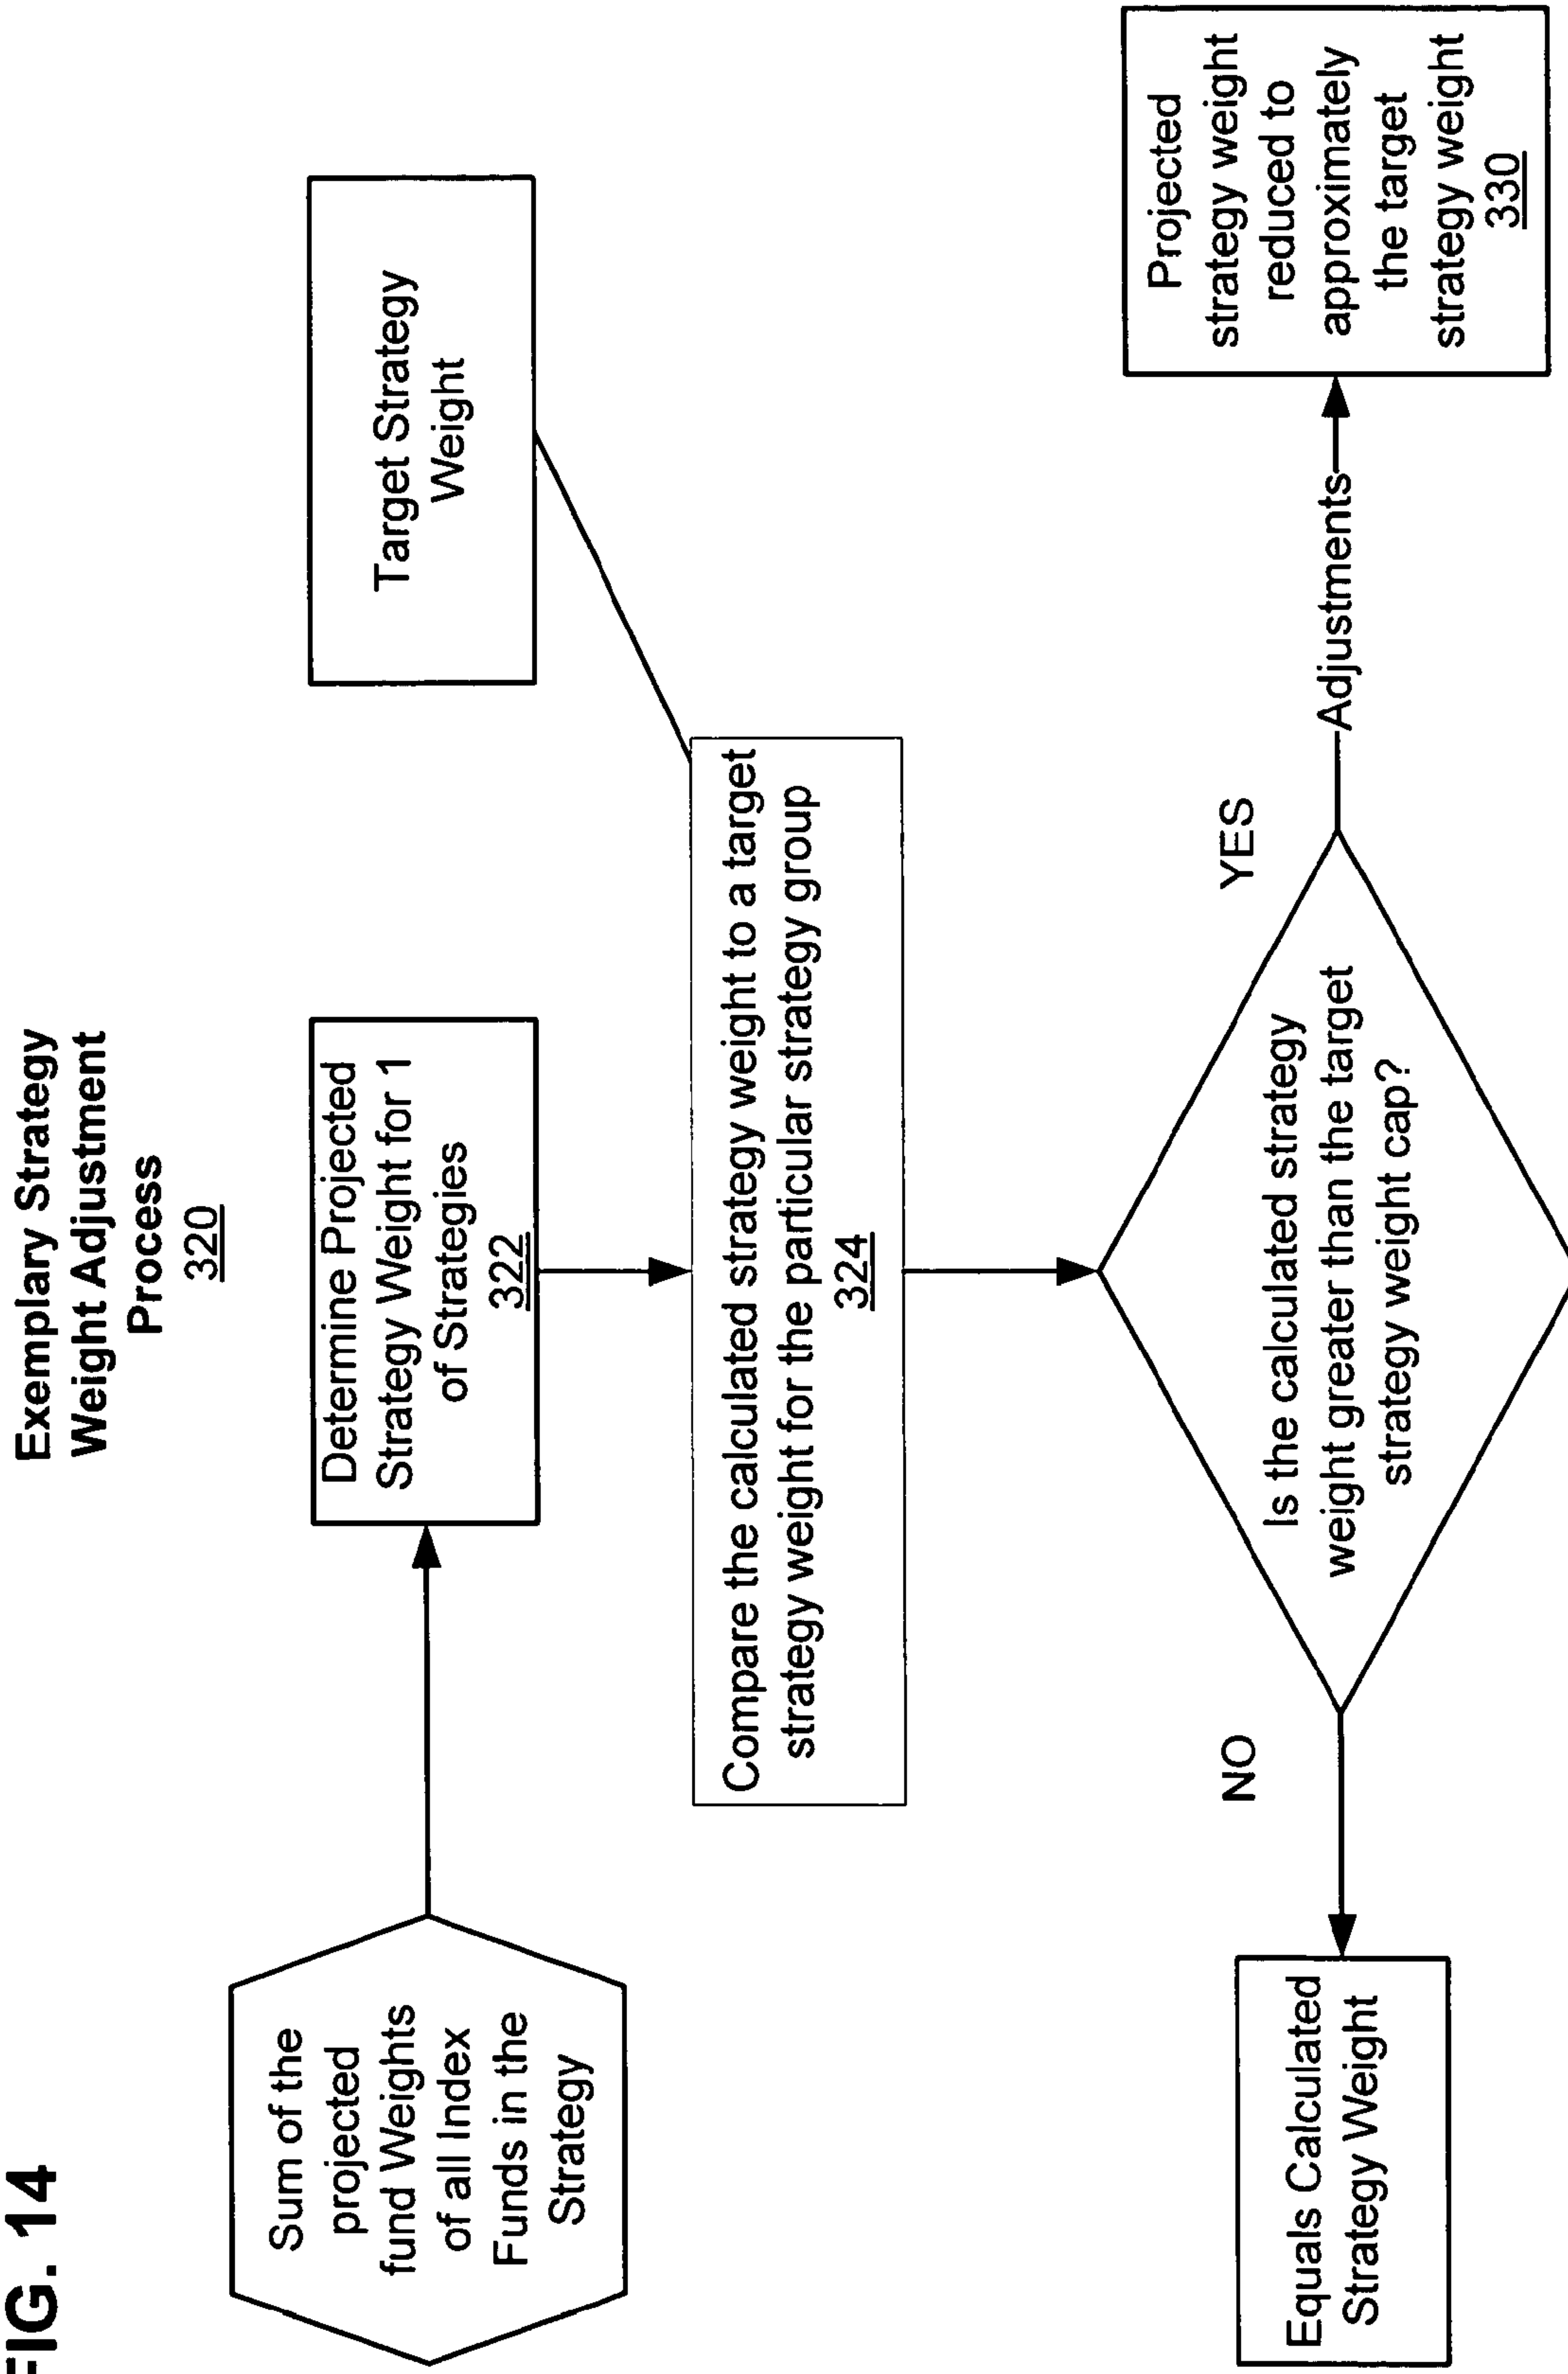 FIG. 14
Exemplary Strategy
Weight Adjustment
Process
320
Sum of the
projected
fund Weights
of all Index
Funds in the
Strategy
Determine Projected
Strategy Weight for 1
of Strategies
322
Target Strategy
Weight
Compare the calculated strategy weight to a target
strategy weight for the particular strategy group
324
NO
YES
Is the calculated strategy
weight greater than the target
strategy weight cap?
Equals Calculated
Strategy Weight
Adjustments
Projected
strategy weight
reduced to
approximately
the target
strategy weight
330